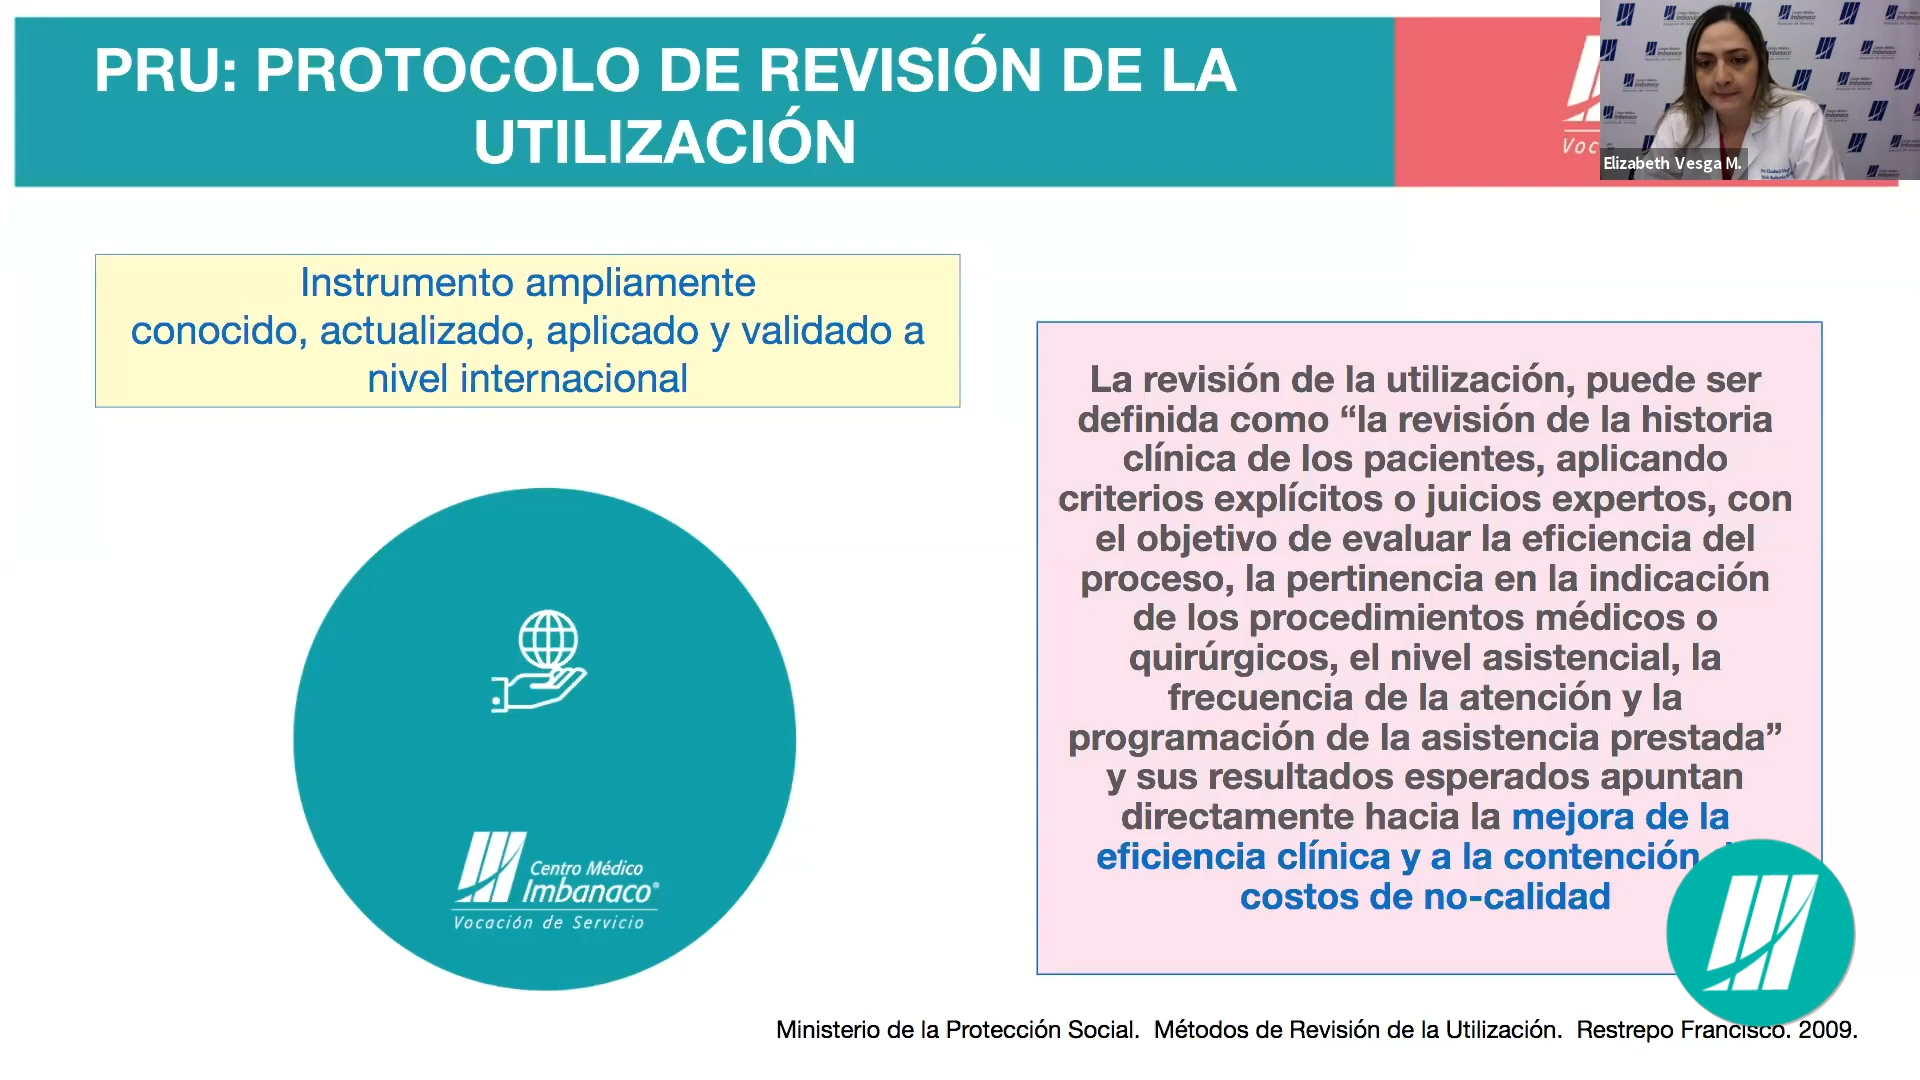 PRU: PROTOCOLO DE REVISIÓN DE LA
UTILIZACIÓN
Voc
Elizabeth Vesga M.
Instrumento ampliamente
conocido, actualizado, aplicado y validado a
nivel internacional
La revisión de la utilización, puede ser
definida como “la revisión de la historia
clínica de los pacientes, aplicando
criterios explícitos o juicios expertos, con
el objetivo de evaluar la eficiencia del
proceso, la pertinencia en la indicación
de los procedimientos médicos o
quirúrgicos, el nivel asistencial, la
frecuencia de la atención y la
programación de la asistencia prestada”
y sus resultados esperados apuntan
directamente hacia la mejora de la
eficiencia clínica y a la contención
costos de no-calidad
Centro Médico
Imbanaco®
Vocación de Servicio
Ministerio de la Protección Social. Métodos de Revisión de la Utilización. Restrepo Francisco. 2009.